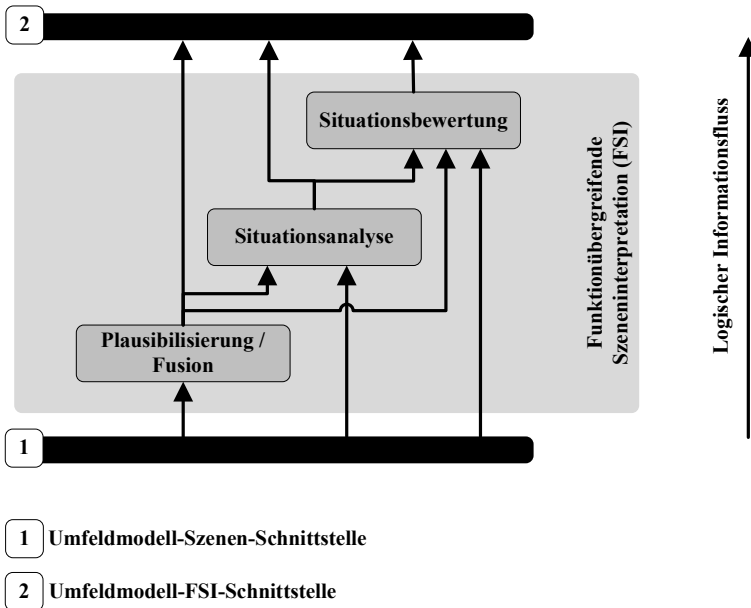 2
Situationsbewertung
Funktionübergreifende
Szeneninterpretation (FSI)
Logischer Informationsfluss
Situationsanalyse
Plausibilisierung /
Fusion
1
1 Umfeldmodell-Szenen-Schnittstelle
2 Umfeldmodell-FSI-Schnittstelle